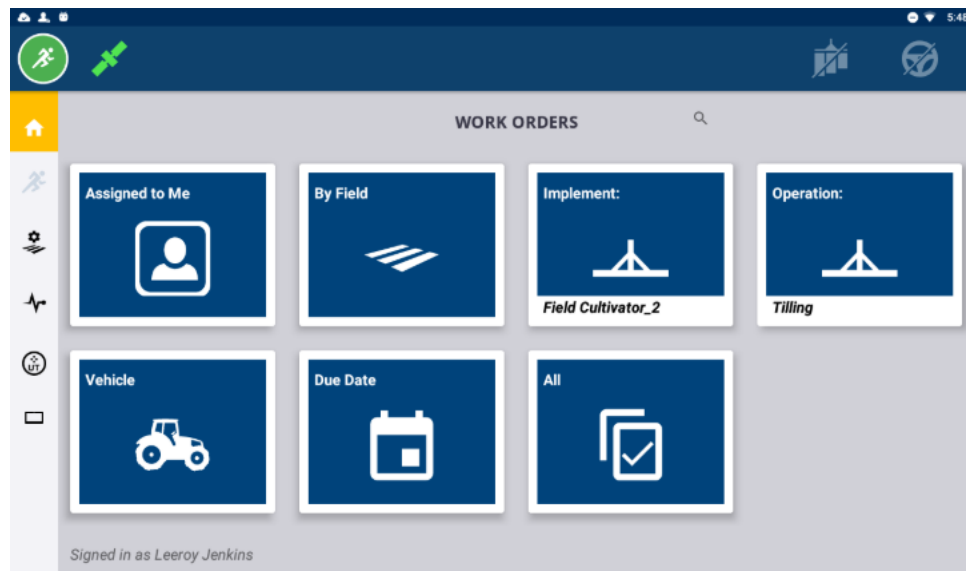 5:48
WORK ORDERS
Assigned to Me
By Field
Implement:
Operation:
Field Cultivator_2
Tilling
UT
Vehicle
Due Date
All
Signed in as Leeroy Jenkins